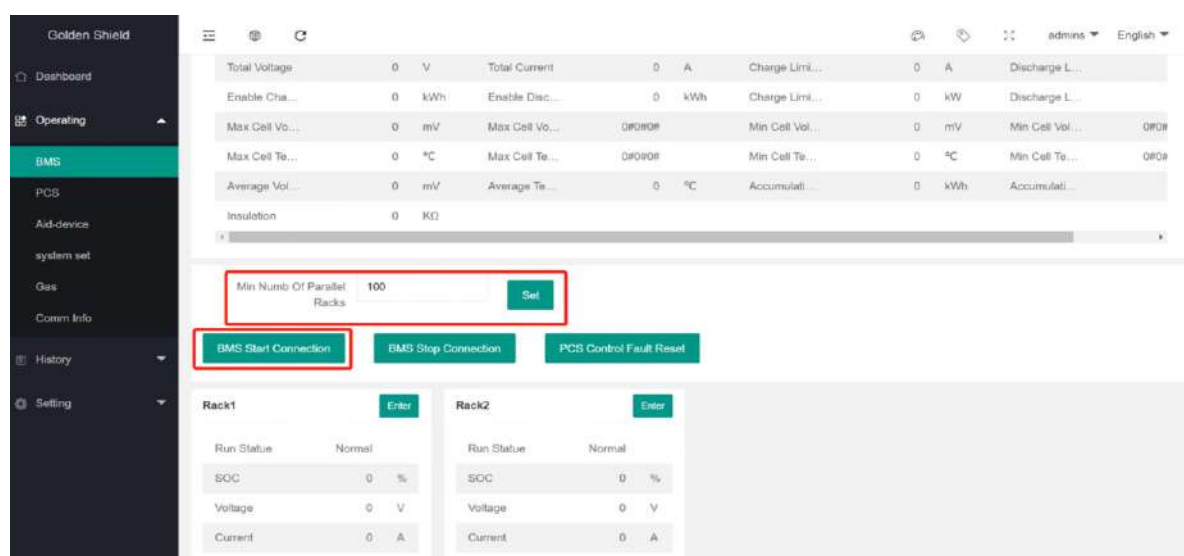 Golden Shield
admins English
Dashboard
Operating
BMS
PCS
Aid-device
system set
Gas
Comm Info
History
Setting
Total Voltage 0 V Total Current 0 A Charge Limi... 0 A Discharge L...
Enable Cha... 0 kWh Enable Disc... 0 kWh Charge Limi... 0 kW Discharge L...
Max Cell Vo... 0 mV Max Cell Vo... 0#0#0# Min Cell Vol... 0 mV Min Cell Vol... 0#0#
Max Cell Te... 0 °C Max Cell Te... 0#0#0# Min Cell Te... 0 °C Min Cell Te... 0#0#
Average Vol... 0 mV Average Te... 0 °C Accumulati... 0 kWh Accumulati...
Insulation 0 KΩ
Min Numb Of Parallel
Racks
100
Set
BMS Start Connection BMS Stop Connection PCS Control Fault Reset
Rack1 Enter
Run Statue Normal
SOC 0 %
Voltage 0 V
Current 0 A
Rack2 Enter
Run Statue Normal
SOC 0 %
Voltage 0 V
Current 0 A